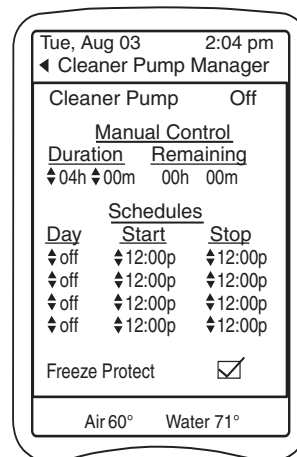 Tue, Aug 03 2:04 pm
Cleaner Pump Manager
Cleaner Pump Off
Manual Control
Duration Remaining
04h 00m 00h 00m
Schedules
Day Start Stop
off 12:00p 12:00p
off 12:00p 12:00p
off 12:00p 12:00p
off 12:00p 12:00p
Freeze Protect
Air 60° Water 71°